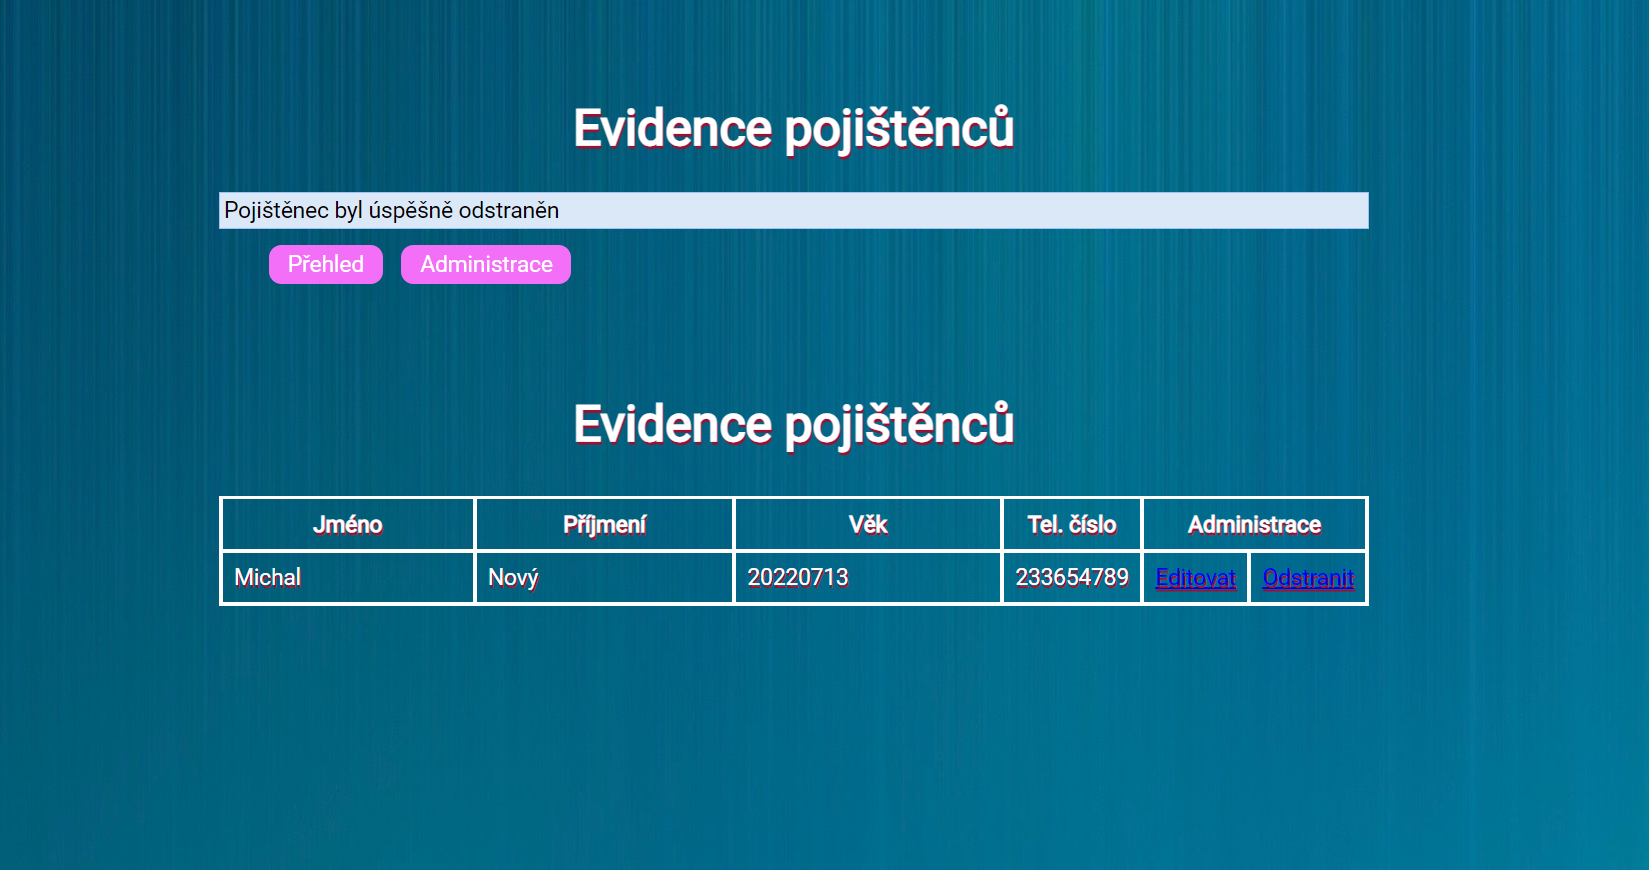 Evidence pojištěnců
Pojištěnec byl úspěšně odstraněn
Přehled Administrace
Evidence pojištěnců
Jméno Příjmení Věk Tel. číslo Administrace
Michal Nový 20220713 233654789 Editovat Odstranit